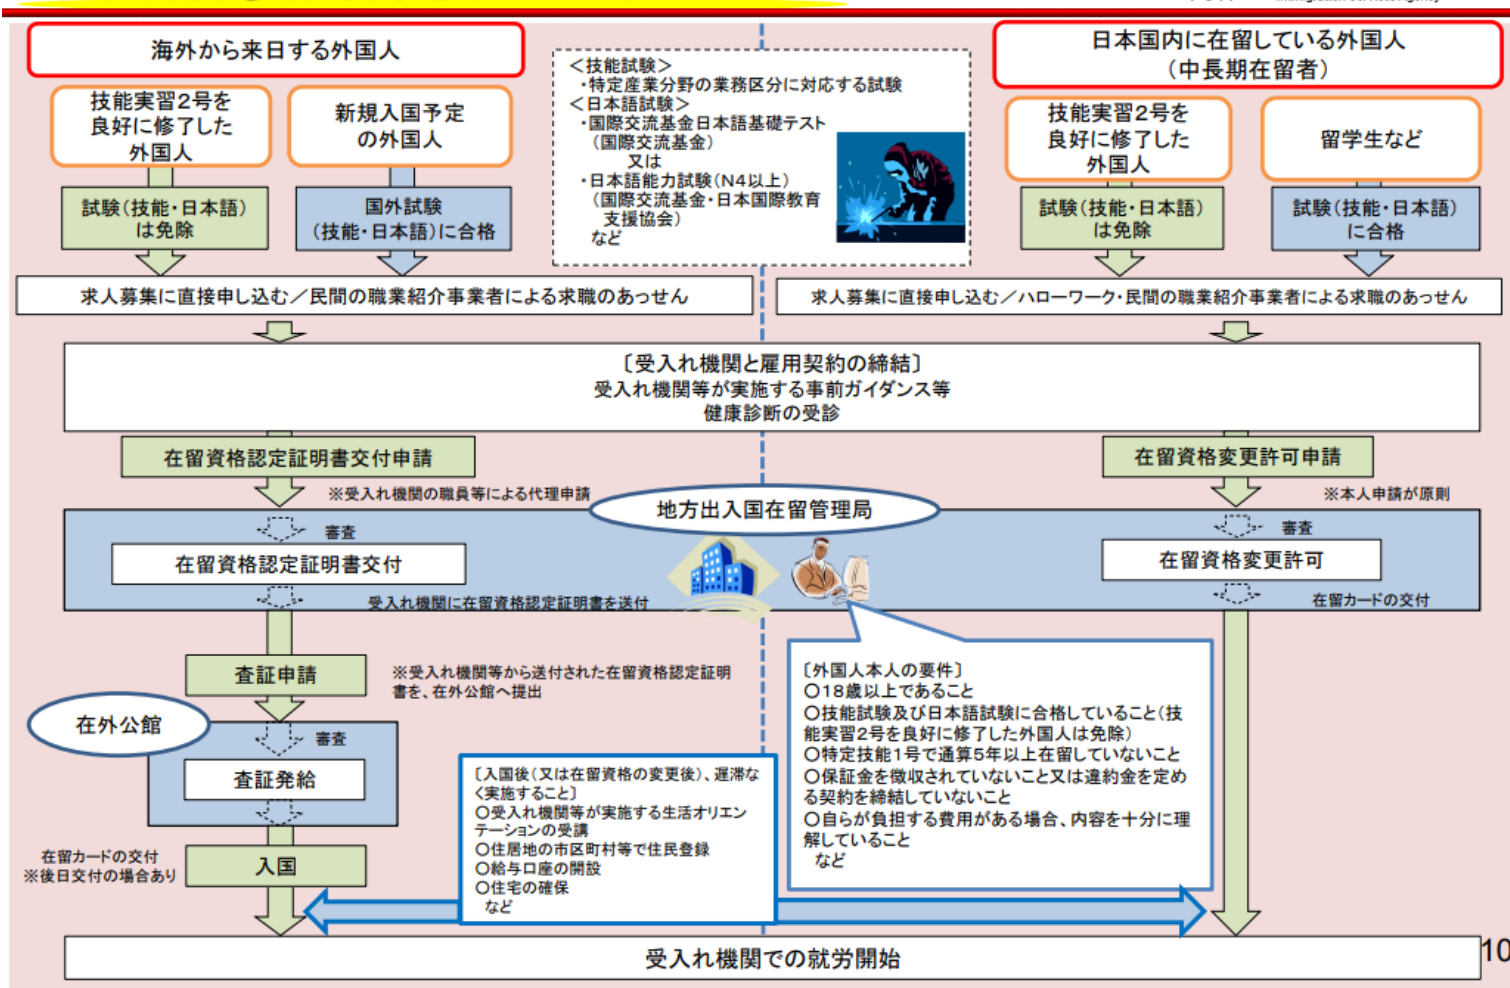 海外から来日する外国人
技能実習2号を
良好に修了した
外国人
新規入国予定
の外国人
試験(技能・日本語)
は免除
国外試験
(技能・日本語)に合格
<技能試験>
・特定産業分野の業務区分に対応する試験
<日本語試験>
・国際交流基金日本語基礎テスト
(国際交流基金)
又は
・日本語能力試験(N4以上)
(国際交流基金・日本国際教育
支援協会)
など
日本国内に在留している外国人
(中長期在留者)
技能実習2号を
良好に修了した
外国人
留学生など
試験(技能・日本語)
は免除
試験(技能・日本語)
に合格
求人募集に直接申し込む/民間の職業紹介事業者による求職のあっせん
求人募集に直接申し込む/ハローワーク・民間の職業紹介事業者による求職のあっせん
〔受入れ機関と雇用契約の締結〕
受入れ機関等が実施する事前ガイダンス等
健康診断の受診
在留資格認定証明書交付申請
※受入れ機関の職員等による代理申請
在留資格変更許可申請
※本人申請が原則
地方出入国在留管理局
審査
在留資格認定証明書交付
受入れ機関に在留資格認定証明書を送付
審査
在留資格変更許可
在留カードの交付
査証申請
※受入れ機関等から送付された在留資格認定証明
書を、在外公館へ提出
在外公館
審査
査証発給
在留カードの交付
※後日交付の場合あり
入国
〔入国後(又は在留資格の変更後)、遅滞な
く実施すること〕
○受入れ機関等が実施する生活オリエン
テーションの受講
○住居地の市区町村等で住民登録
○給与口座の開設
○住宅の確保
など
〔外国人本人の要件〕
○18歳以上であること
○技能試験及び日本語試験に合格していること(技
能実習2号を良好に修了した外国人は免除)
○特定技能1号で通算5年以上在留していないこと
○保証金を徴収されていないこと又は違約金を定め
る契約を締結していないこと
○自らが負担する費用がある場合、内容を十分に理
解していること
など
受入れ機関での就労開始
10